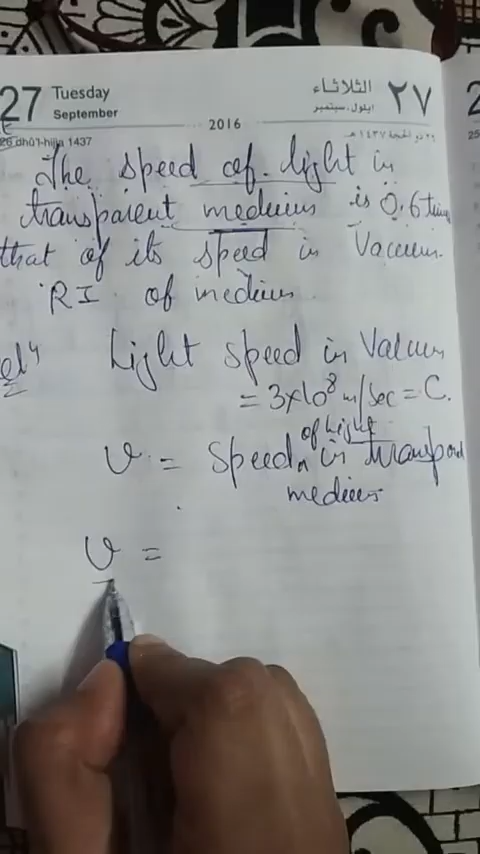 27 Tuesday
September
2016
الثلاثاء
ايلول، سبتمبر
٢٧
26 dhû'l-hijja 1437
The speed of light in
transparent medium is 0.6 times
that of its speed in Vacuum.
RI of medium
Light speed in Vacuum
= 3×10⁸ m/sec = C.
v = Speed of light in transparent
medium
v =